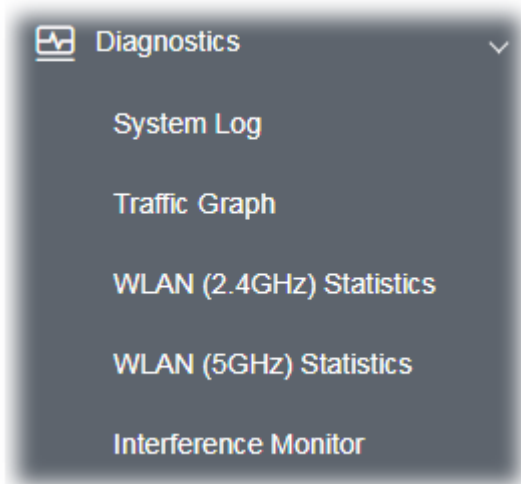 Diagnostics
System Log
Traffic Graph
WLAN (2.4GHz) Statistics
WLAN (5GHz) Statistics
Interference Monitor